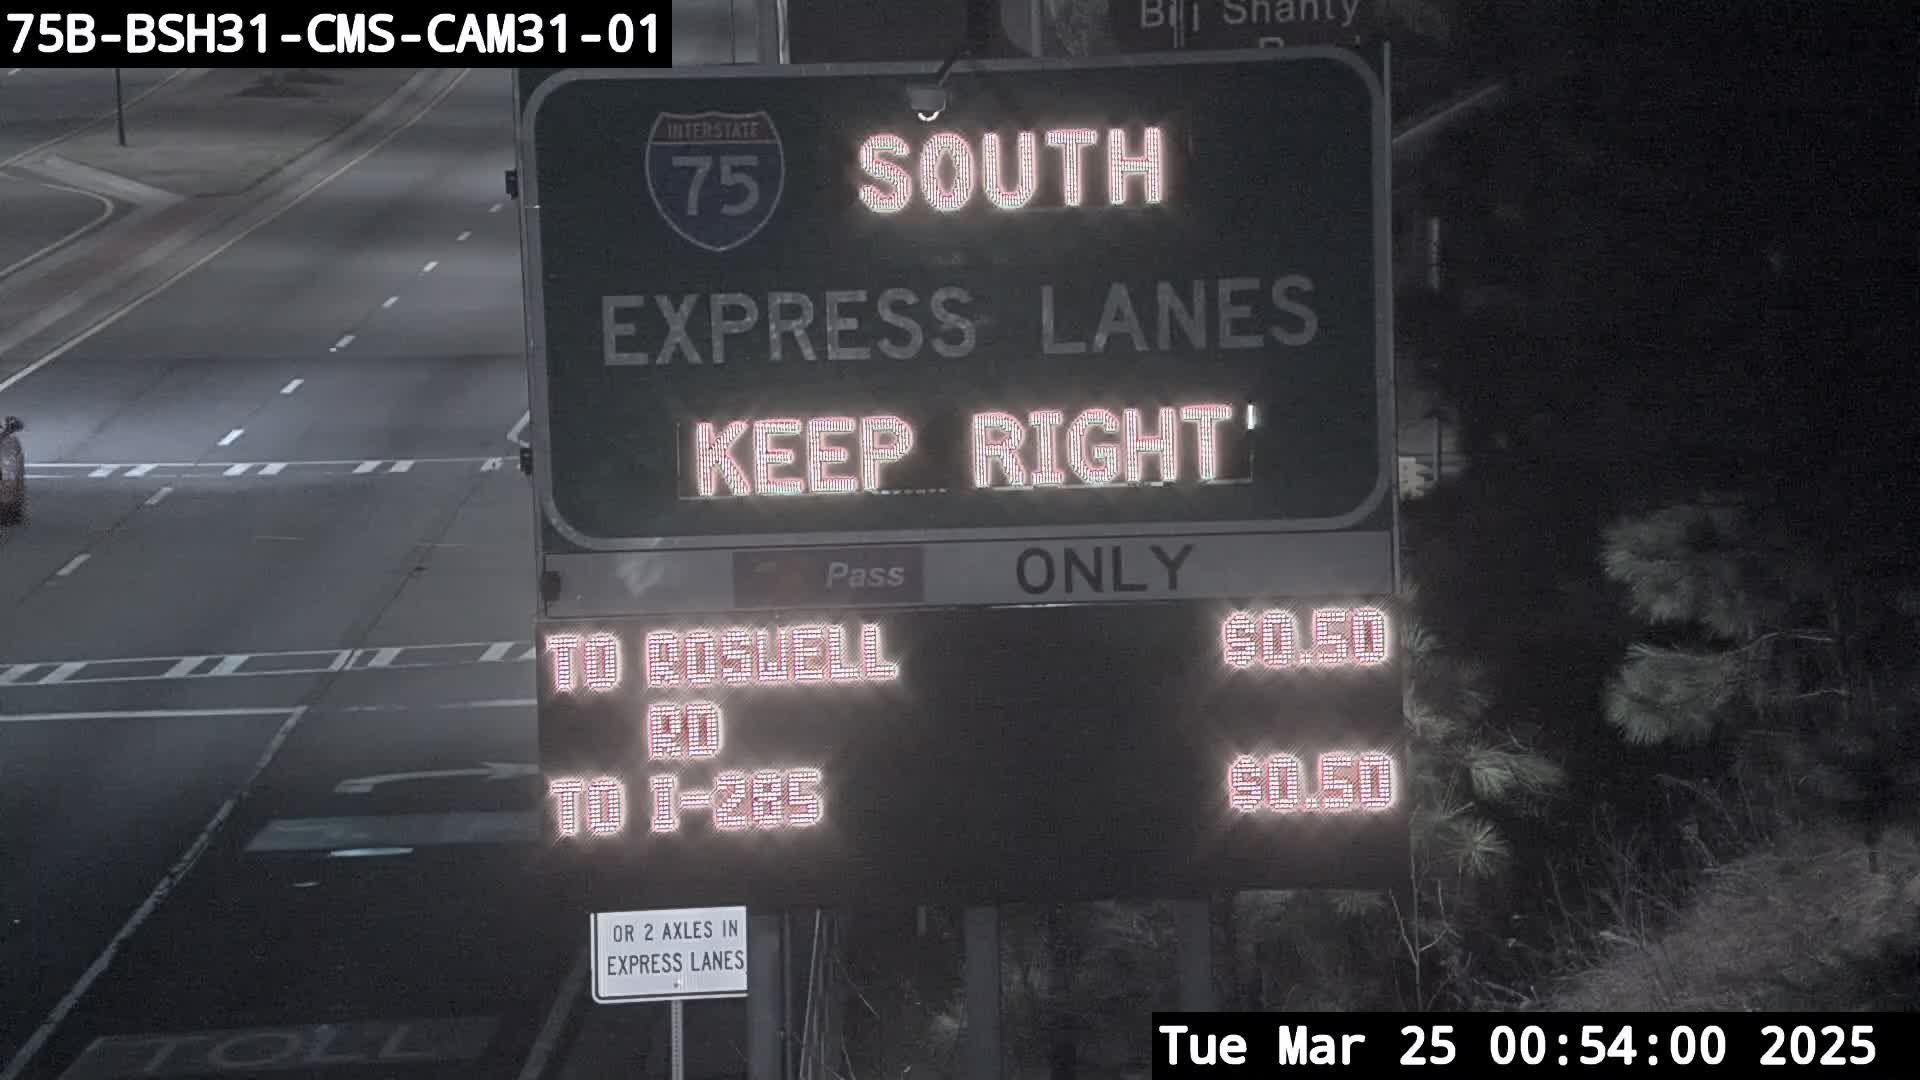 75B-BSH31-CMS-CAM31-01
Shanty
INTERSTATE
75
SOUTH
EXPRESS LANES
KEEP RIGHT
Pass ONLY
TO ROSWELL $0.50
RD
TO I-285 $0.50
OR 2 AXLES IN
EXPRESS LANES
TOLL
Tue Mar 25 00:54:00 2025